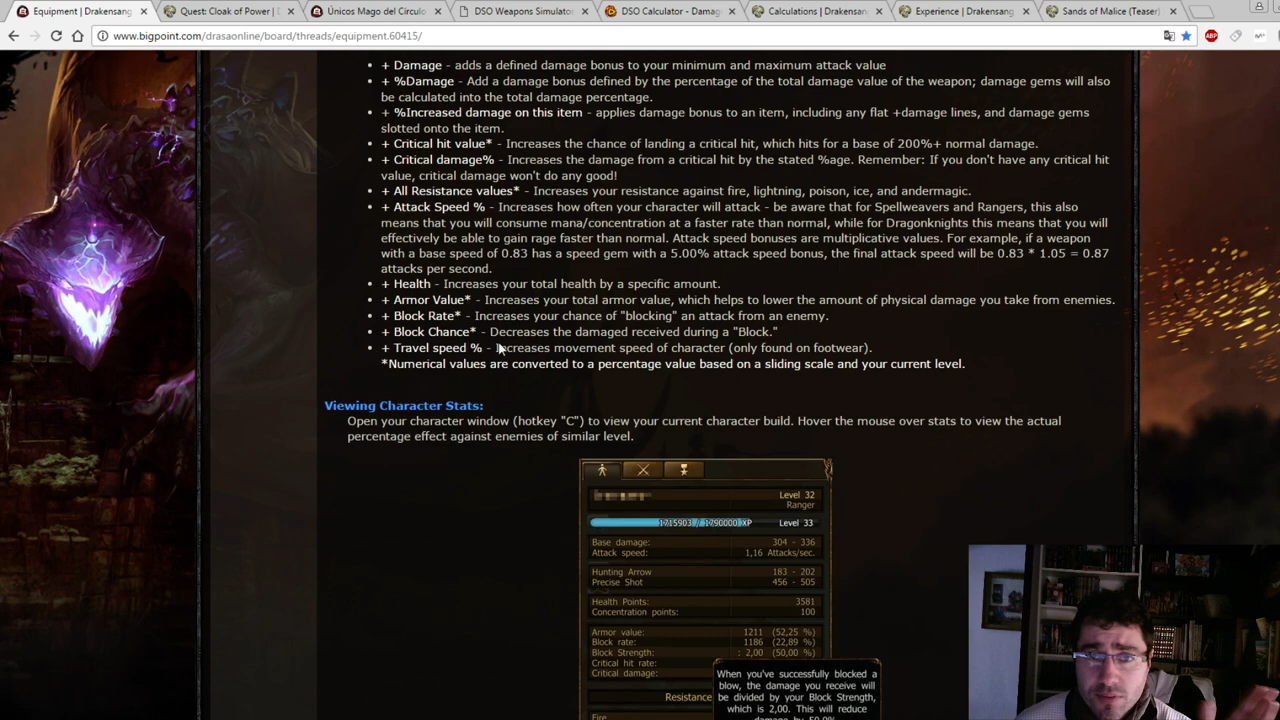 Equipment | Drakensang
Quest: Cloak of Power | D
Únicos Mago del Círculo
DSO Weapons Simulato
DSO Calculator - Damag
Calculations | Drakensan
Experience | Drakensang
Sands of Malice (Teaser)
www.bigpoint.com/drasaonline/board/threads/equipment.60415/
ABP
+ Damage - adds a defined damage bonus to your minimum and maximum attack value
+ %Damage - Add a damage bonus defined by the percentage of the total damage value of the weapon; damage gems will also
be calculated into the total damage percentage.
+ %Increased damage on this item - applies damage bonus to an item, including any flat +damage lines, and damage gems
slotted onto the item.
+ Critical hit value* - Increases the chance of landing a critical hit, which hits for a base of 200%+ normal damage.
+ Critical damage% - Increases the damage from a critical hit by the stated %age. Remember: If you don't have any critical hit
value, critical damage won't do any good!
+ All Resistance values* - Increases your resistance against fire, lightning, poison, ice, and andermagic.
+ Attack Speed % - Increases how often your character will attack - be aware that for Spellweavers and Rangers, this also
means that you will consume mana/concentration at a faster rate than normal, while for Dragonknights this means that you will
effectively be able to gain rage faster than normal. Attack speed bonuses are multiplicative values. For example, if a weapon
with a base speed of 0.83 has a speed gem with a 5.00% attack speed bonus, the final attack speed will be 0.83 * 1.05 = 0.87
attacks per second.
+ Health - Increases your total health by a specific amount.
+ Armor Value* - Increases your total armor value, which helps to lower the amount of physical damage you take from enemies.
+ Block Rate* - Increases your chance of "blocking" an attack from an enemy.
+ Block Chance* - Decreases the damaged received during a "Block."
+ Travel speed % - Increases movement speed of character (only found on footwear).
*Numerical values are converted to a percentage value based on a sliding scale and your current level.
Viewing Character Stats:
Open your character window (hotkey "C") to view your current character build. Hover the mouse over stats to view the actual
percentage effect against enemies of similar level.
Level 32
Ranger
1715903 / 1790000 XP Level 33
Base damage: 304 - 336
Attack speed: 1,16 Attacks/sec.
Hunting Arrow 183 - 202
Precise Shot 456 - 505
Health Points: 3581
Concentration points: 100
Armor value: 1211 (52,25 %)
Block rate: 1186 (22,89 %)
Block Strength: : 2,00 (50,00 %)
Critical hit rate:
Critical damage:
Resistance
Fire
When you've successfully blocked a
blow, the damage you receive will
be divided by your Block Strength,
which is 2,00. This will reduce
damage by 50,0%